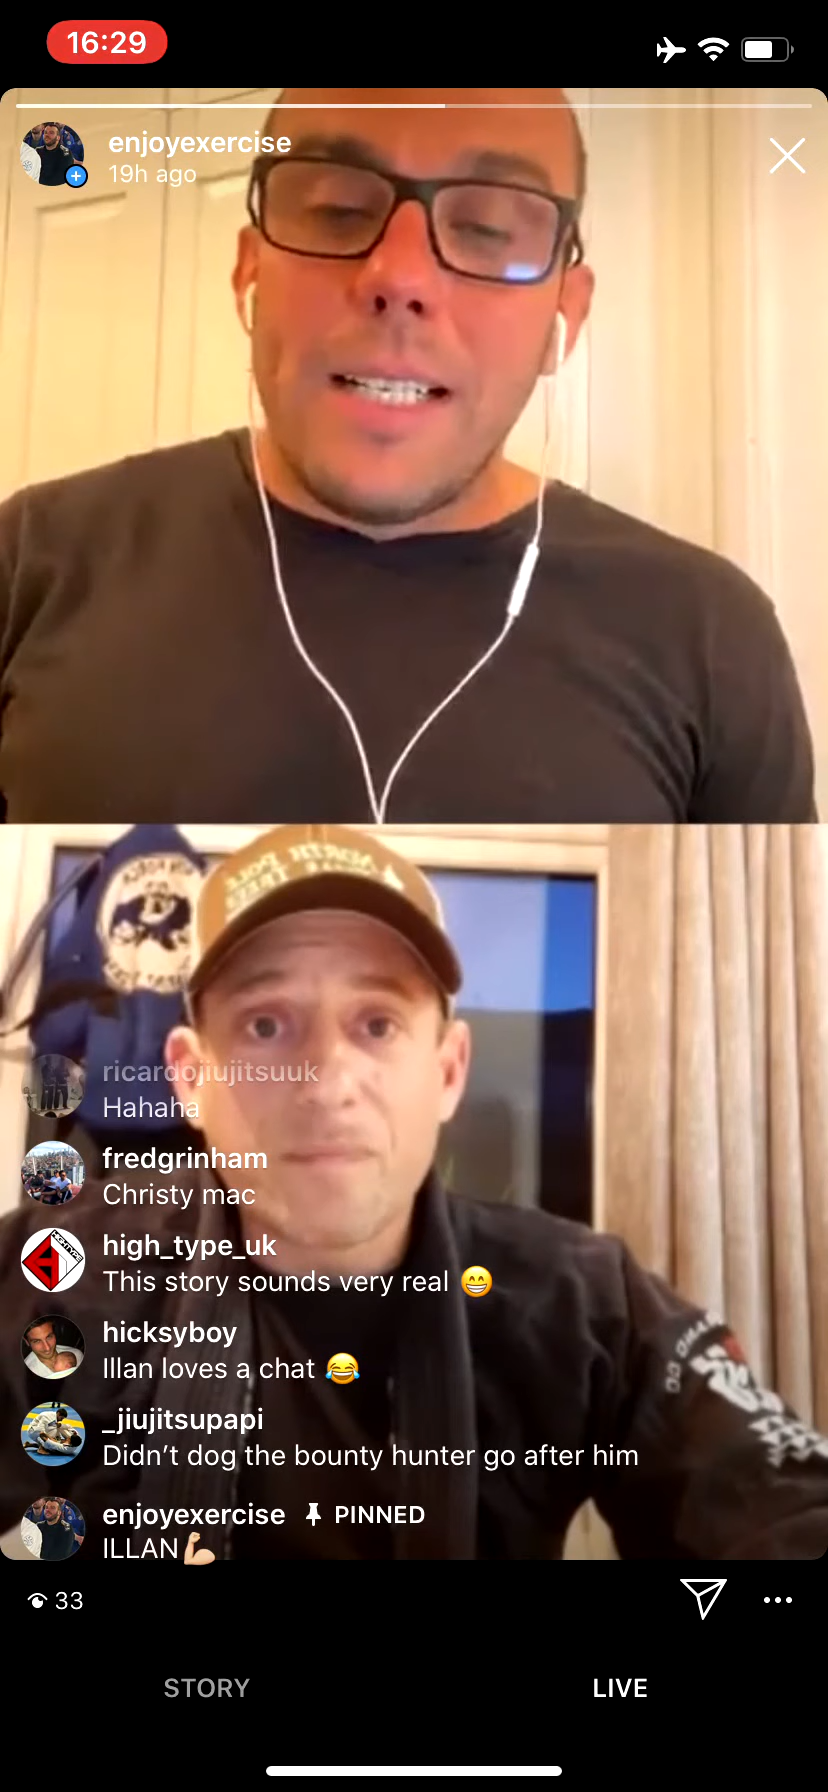 16:29
enjoyexercise
19h ago
ricardojiujitsuuk
Hahaha
fredgrinham
Christy mac
high_type_uk
This story sounds very real 😁
hicksyboy
Illan loves a chat 😂
_jiujitsupapi
Didn’t dog the bounty hunter go after him
enjoyexercise PINNED
ILLAN💪🏼
33
STORY
LIVE